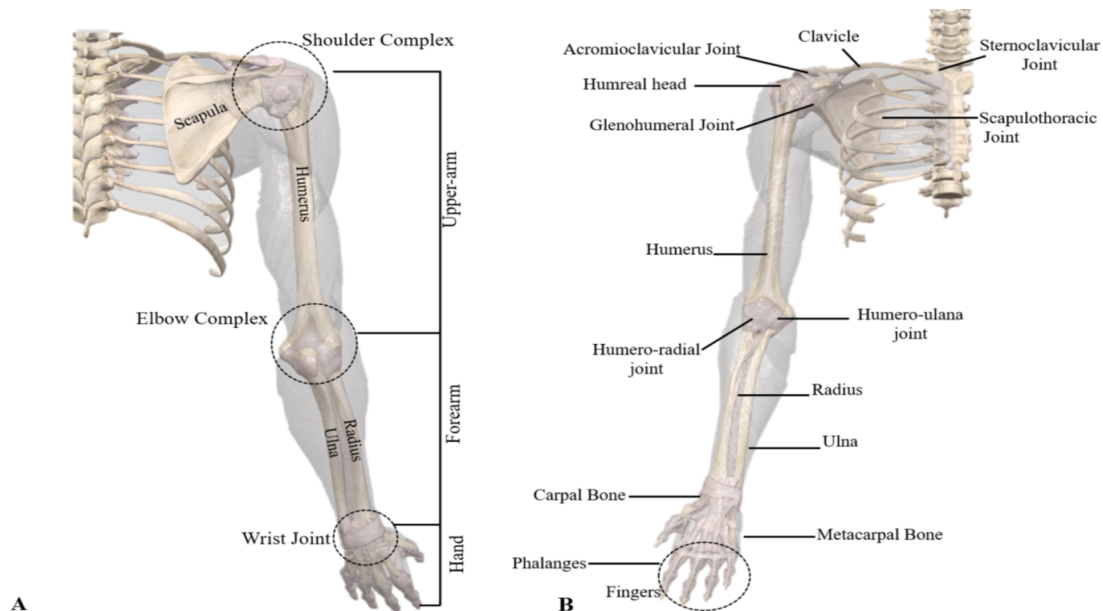 Shoulder Complex
Scapula
Humerus
Upper-arm
Elbow Complex
Forearm
Ulna
Radius
Wrist Joint
Hand
A
Clavicle
Acromioclavicular Joint
Sternoclavicular
Joint
Humreal head
Glenohumeral Joint
Scapulothoracic
Joint
Humerus
Humero-ulana
joint
Humero-radial
joint
Radius
Ulna
Carpal Bone
Metacarpal Bone
Phalanges
Fingers
B